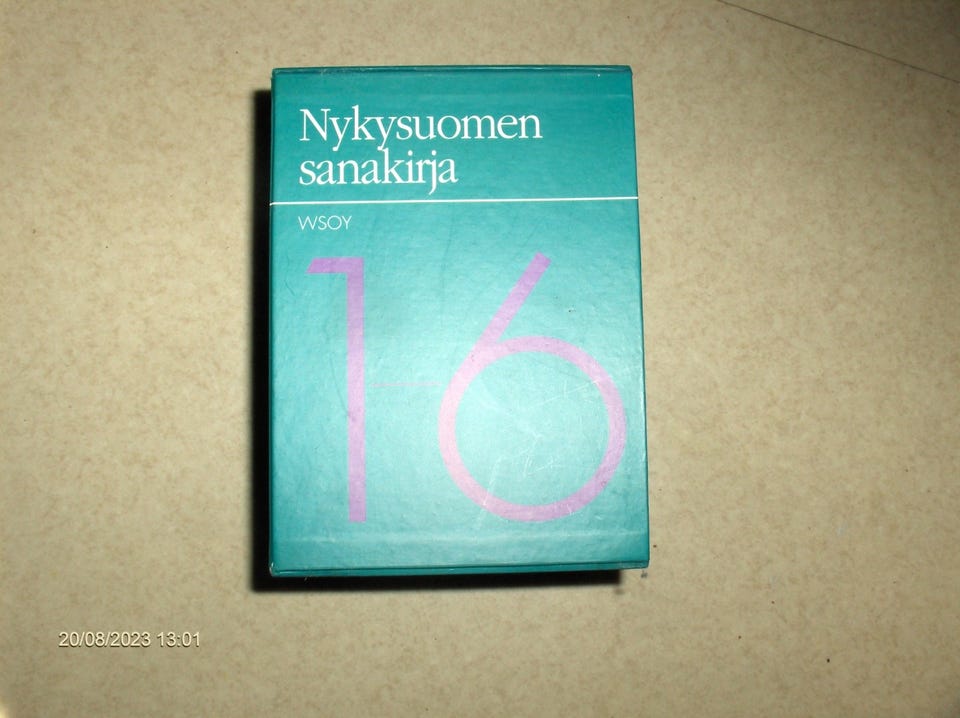 Nykysuomen
sanakirja
WSOY
1–6
20/08/2023 13:01